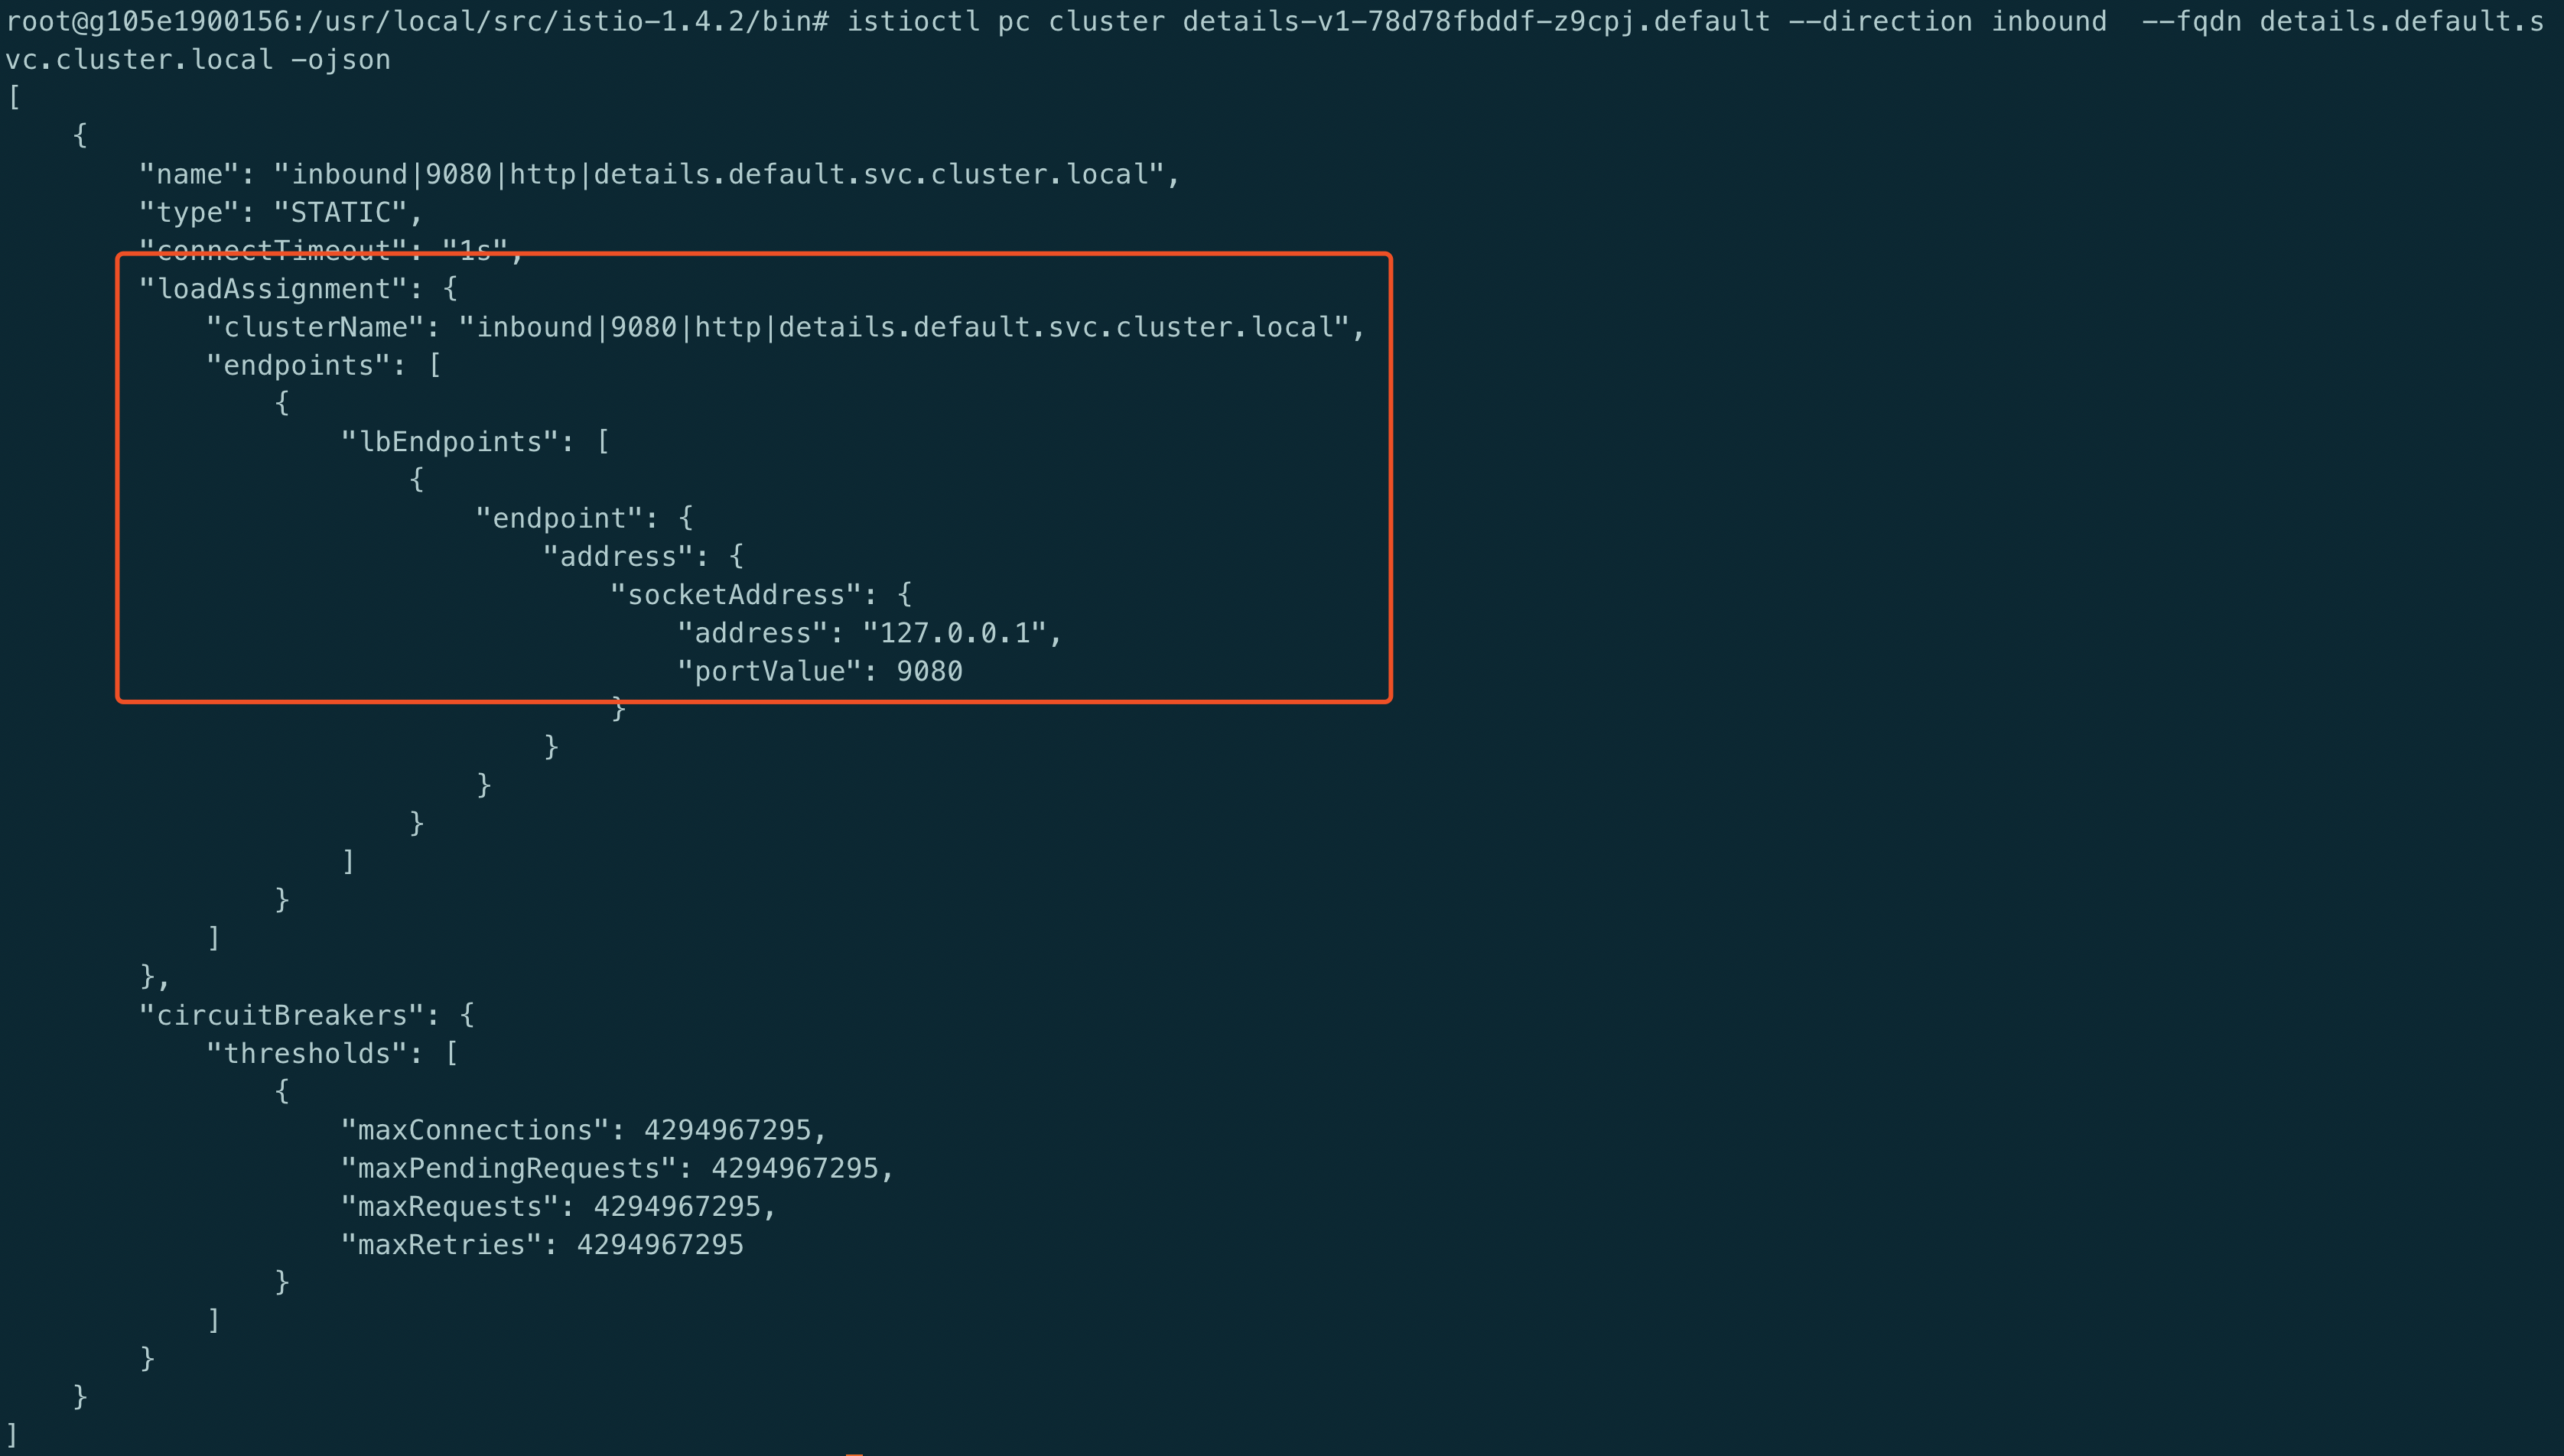 root@g105e1900156:/usr/local/src/istio-1.4.2/bin# istioctl pc cluster details-v1-78d78fbddf-z9cpj.default --direction inbound  --fqdn details.default.s
vc.cluster.local -ojson
[
    {
        "name": "inbound|9080|http|details.default.svc.cluster.local",
        "type": "STATIC",
        "connectTimeout": "1s",
        "loadAssignment": {
            "clusterName": "inbound|9080|http|details.default.svc.cluster.local",
            "endpoints": [
                {
                    "lbEndpoints": [
                        {
                            "endpoint": {
                                "address": {
                                    "socketAddress": {
                                        "address": "127.0.0.1",
                                        "portValue": 9080
                                    }
                                }
                            }
                        }
                    ]
                }
            ]
        },
        "circuitBreakers": {
            "thresholds": [
                {
                    "maxConnections": 4294967295,
                    "maxPendingRequests": 4294967295,
                    "maxRequests": 4294967295,
                    "maxRetries": 4294967295
                }
            ]
        }
    }
]